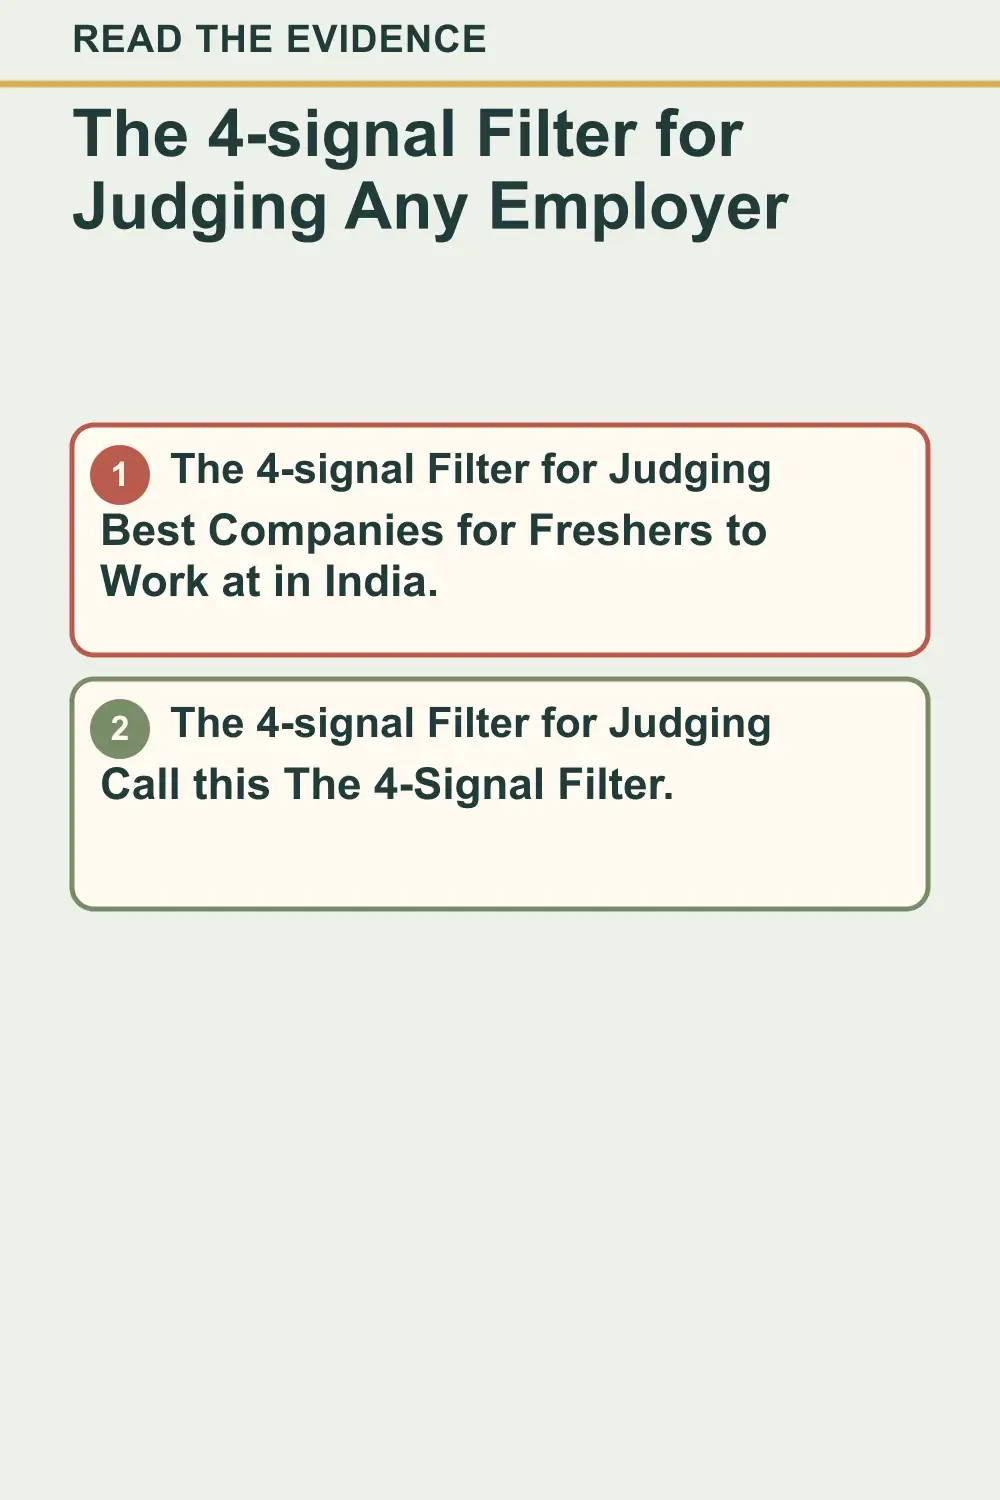 READ THE EVIDENCE
The 4-signal Filter for
Judging Any Employer
1 The 4-signal Filter for Judging
Best Companies for Freshers to
Work at in India.
2 The 4-signal Filter for Judging
Call this The 4-Signal Filter.